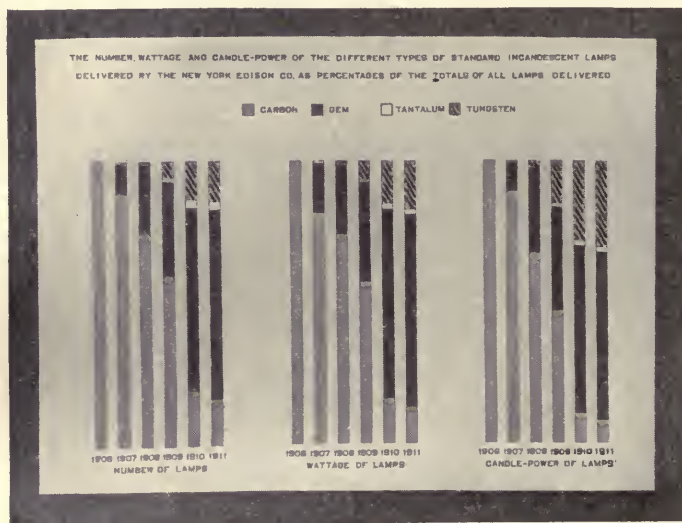 THE NUMBER, WATTAGE AND CANDLE-POWER OF THE DIFFERENT TYPES OF STANDARD INCANDESCENT LAMPS
DELIVERED BY THE NEW YORK EDISON CO. AS PERCENTAGES OF THE TOTALS OF ALL LAMPS DELIVERED
CARBON GEM TANTALUM TUNGSTEN
1906 1907 1908 1909 1910 1911
NUMBER OF LAMPS
1906 1907 1908 1909 1910 1911
WATTAGE OF LAMPS
1906 1907 1908 1909 1910 1911
CANDLE-POWER OF LAMPS